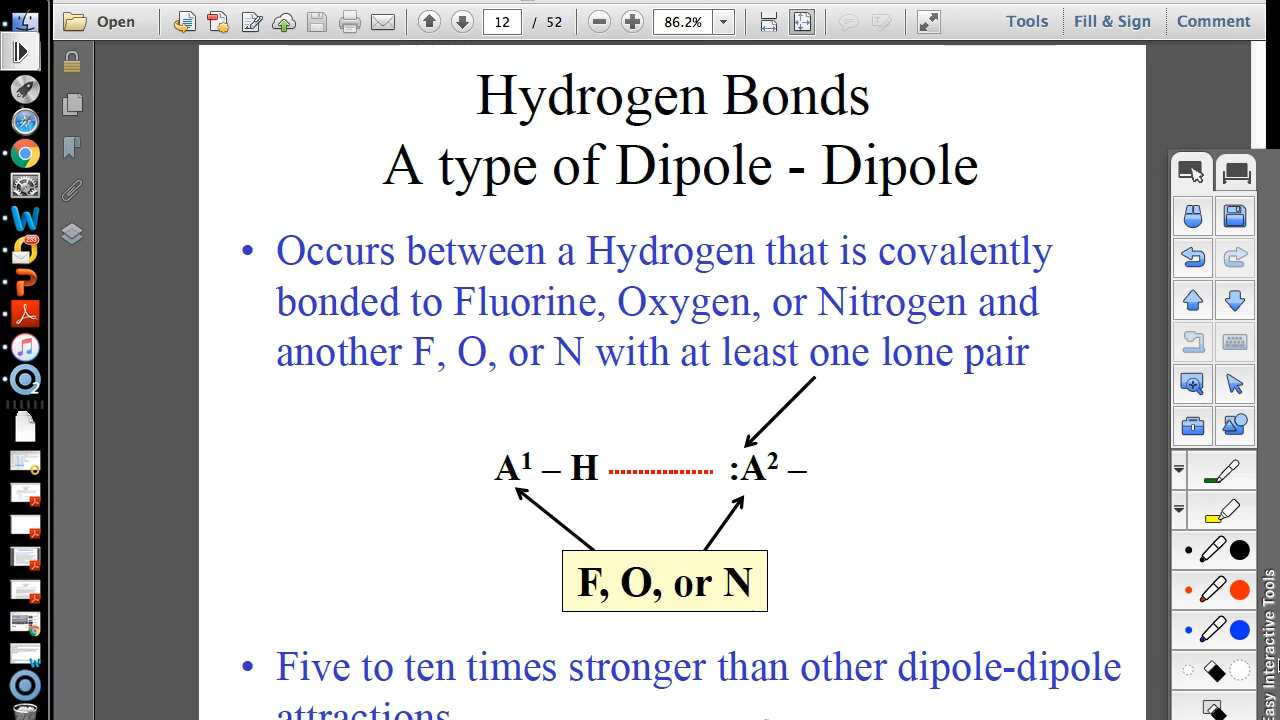 Open 12 / 52 86.2% Tools Fill & Sign Comment
Hydrogen Bonds
A type of Dipole - Dipole
• Occurs between a Hydrogen that is covalently
bonded to Fluorine, Oxygen, or Nitrogen and
another F, O, or N with at least one lone pair
A¹ – H :A² –
F, O, or N
• Five to ten times stronger than other dipole-dipole
attractions
Easy Interactive Tools